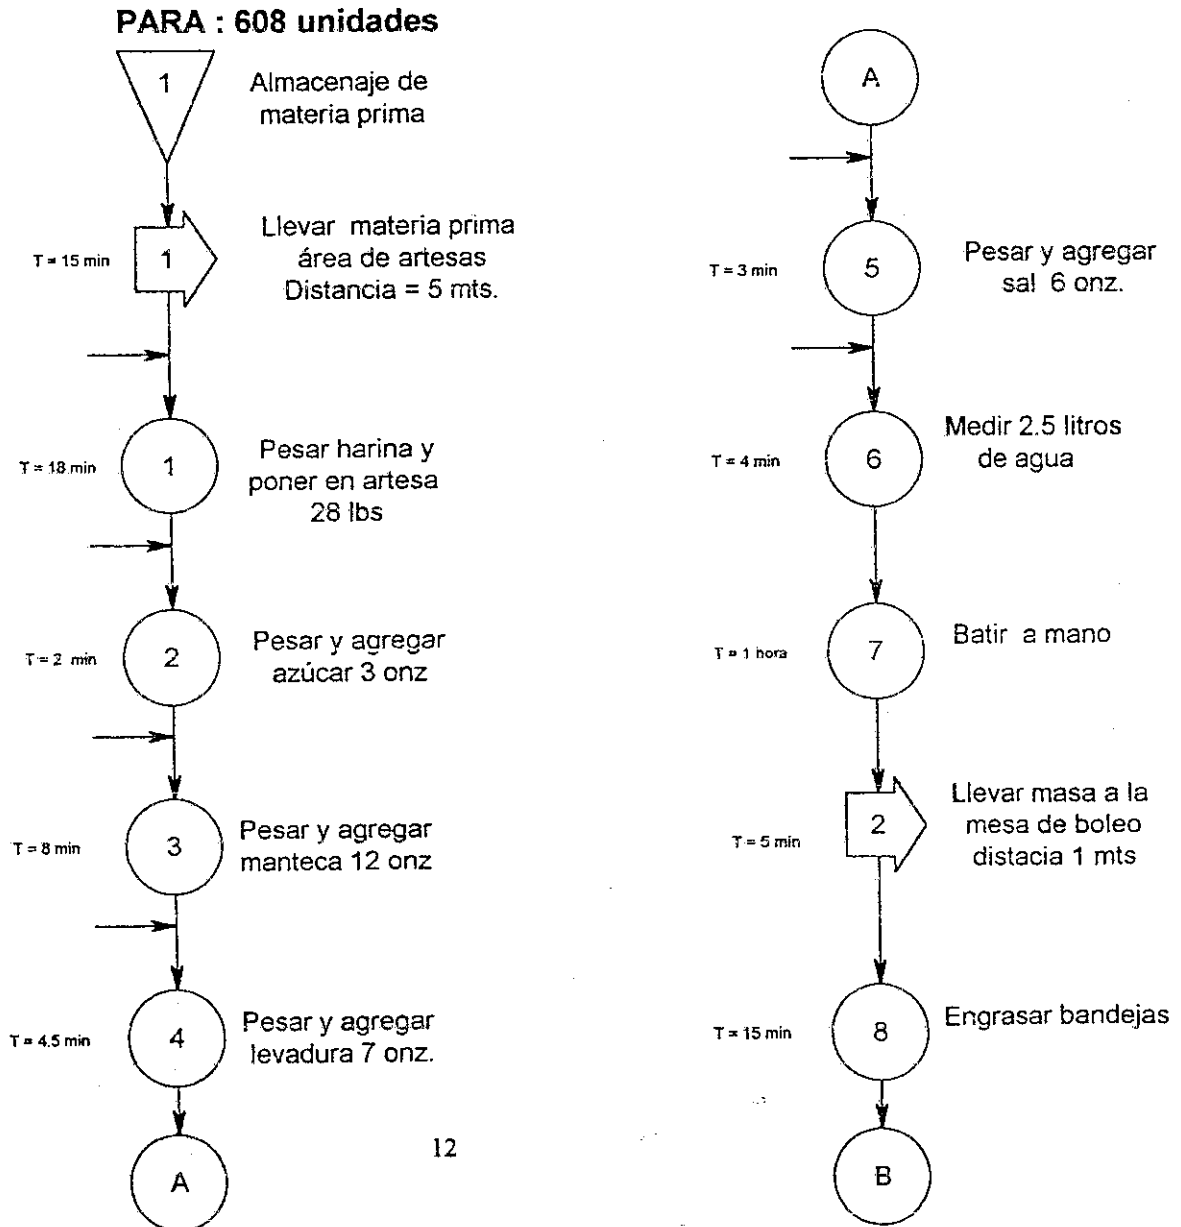 PARA : 608 unidades
1
Almacenaje de
materia prima
T = 15 min
1
Llevar materia prima
área de artesas
Distancia = 5 mts.
T = 18 min
1
Pesar harina y
poner en artesa
28 lbs
T = 2 min
2
Pesar y agregar
azúcar 3 onz
T = 8 min
3
Pesar y agregar
manteca 12 onz
T = 4.5 min
4
Pesar y agregar
levadura 7 onz.
A
12
A
T = 3 min
5
Pesar y agregar
sal 6 onz.
T = 4 min
6
Medir 2.5 litros
de agua
T = 1 hora
7
Batir a mano
T = 5 min
2
Llevar masa a la
mesa de boleo
distacia 1 mts
T = 15 min
8
Engrasar bandejas
B